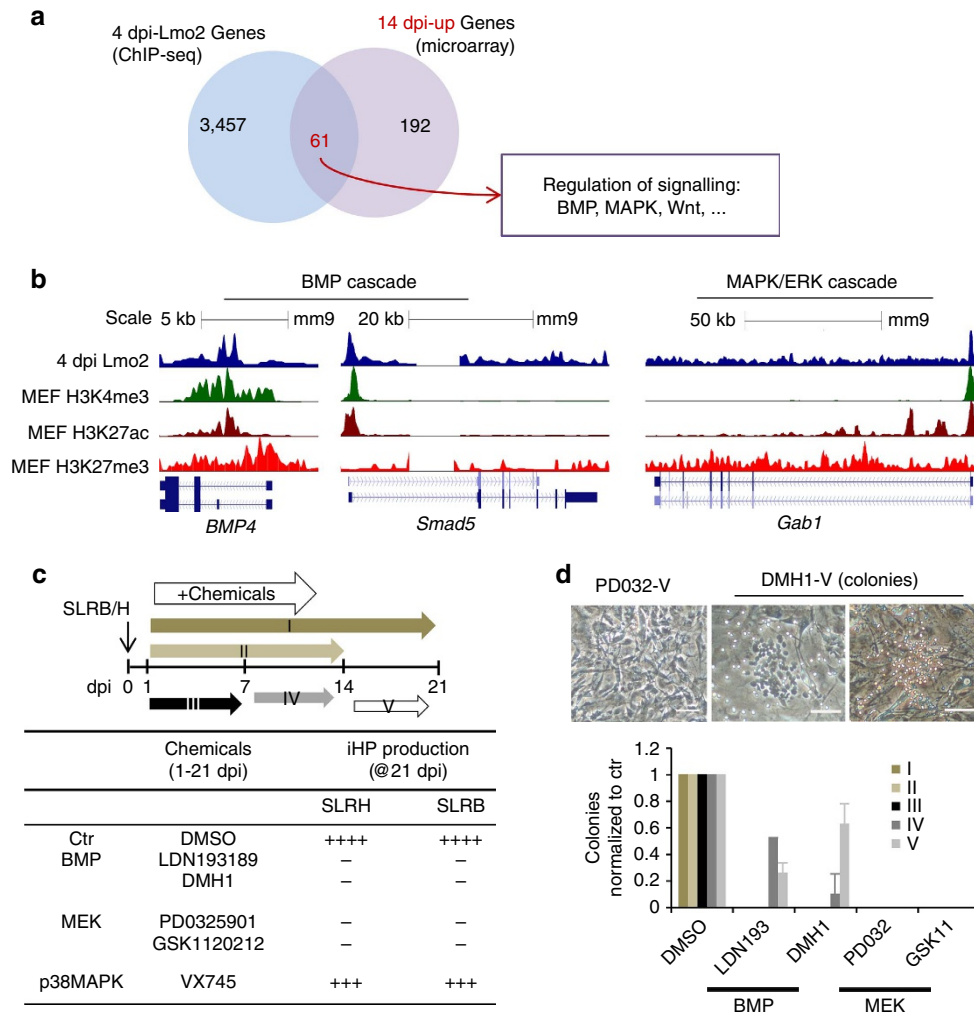 a
4 dpi-Lmo2 Genes
(ChIP-seq)
14 dpi-up Genes
(microarray)
3,457
61
192
Regulation of signalling:
BMP, MAPK, Wnt, ...
b
BMP cascade
MAPK/ERK cascade
Scale
5 kb
mm9
20 kb
mm9
50 kb
mm9
4 dpi Lmo2
MEF H3K4me3
MEF H3K27ac
MEF H3K27me3
BMP4
Smad5
Gab1
c
SLRB/H
+Chemicals
I
II
dpi
0 1 7 14 21
III
IV
V
Chemicals
(1-21 dpi)
iHP production
(@21 dpi)
SLRH SLRB
Ctr DMSO ++++ ++++
BMP LDN193189 – –
DMH1 – –
MEK PD0325901 – –
GSK1120212 – –
p38MAPK VX745 +++ +++
d
PD032-V
DMH1-V (colonies)
Colonies
normalized to ctr
1.2
1
0.8
0.6
0.4
0.2
0
I
II
III
IV
V
DMSO
LDN193
DMH1
PD032
GSK11
BMP
MEK